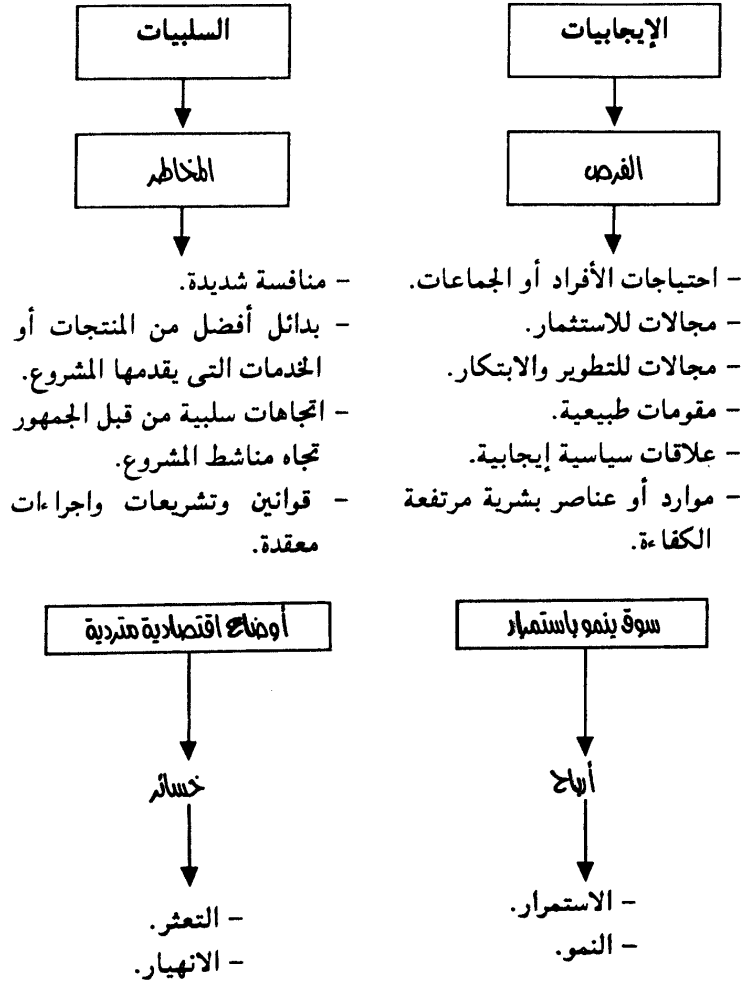 الإيجابيات
الفرص
– احتياجات الأفراد أو الجماعات.
– مجالات للاستثمار.
– مجالات للتطوير والابتكار.
– مقومات طبيعية.
– علاقات سياسية إيجابية.
– موارد أو عناصر بشرية مرتفعة
الكفاءة.
سوق ينمو باستمرار
أرباح
– الاستمرار.
– النمو.
السلبيات
المخاطر
– منافسة شديدة.
– بدائل أفضل من المنتجات أو
الخدمات التى يقدمها المشروع.
– اتجاهات سلبية من قبل الجمهور
تجاه مناشط المشروع.
– قوانين وتشريعات واجراءات
معقدة.
أوضاع اقتصادية متردية
خسائر
– التعثر.
– الانهيار.